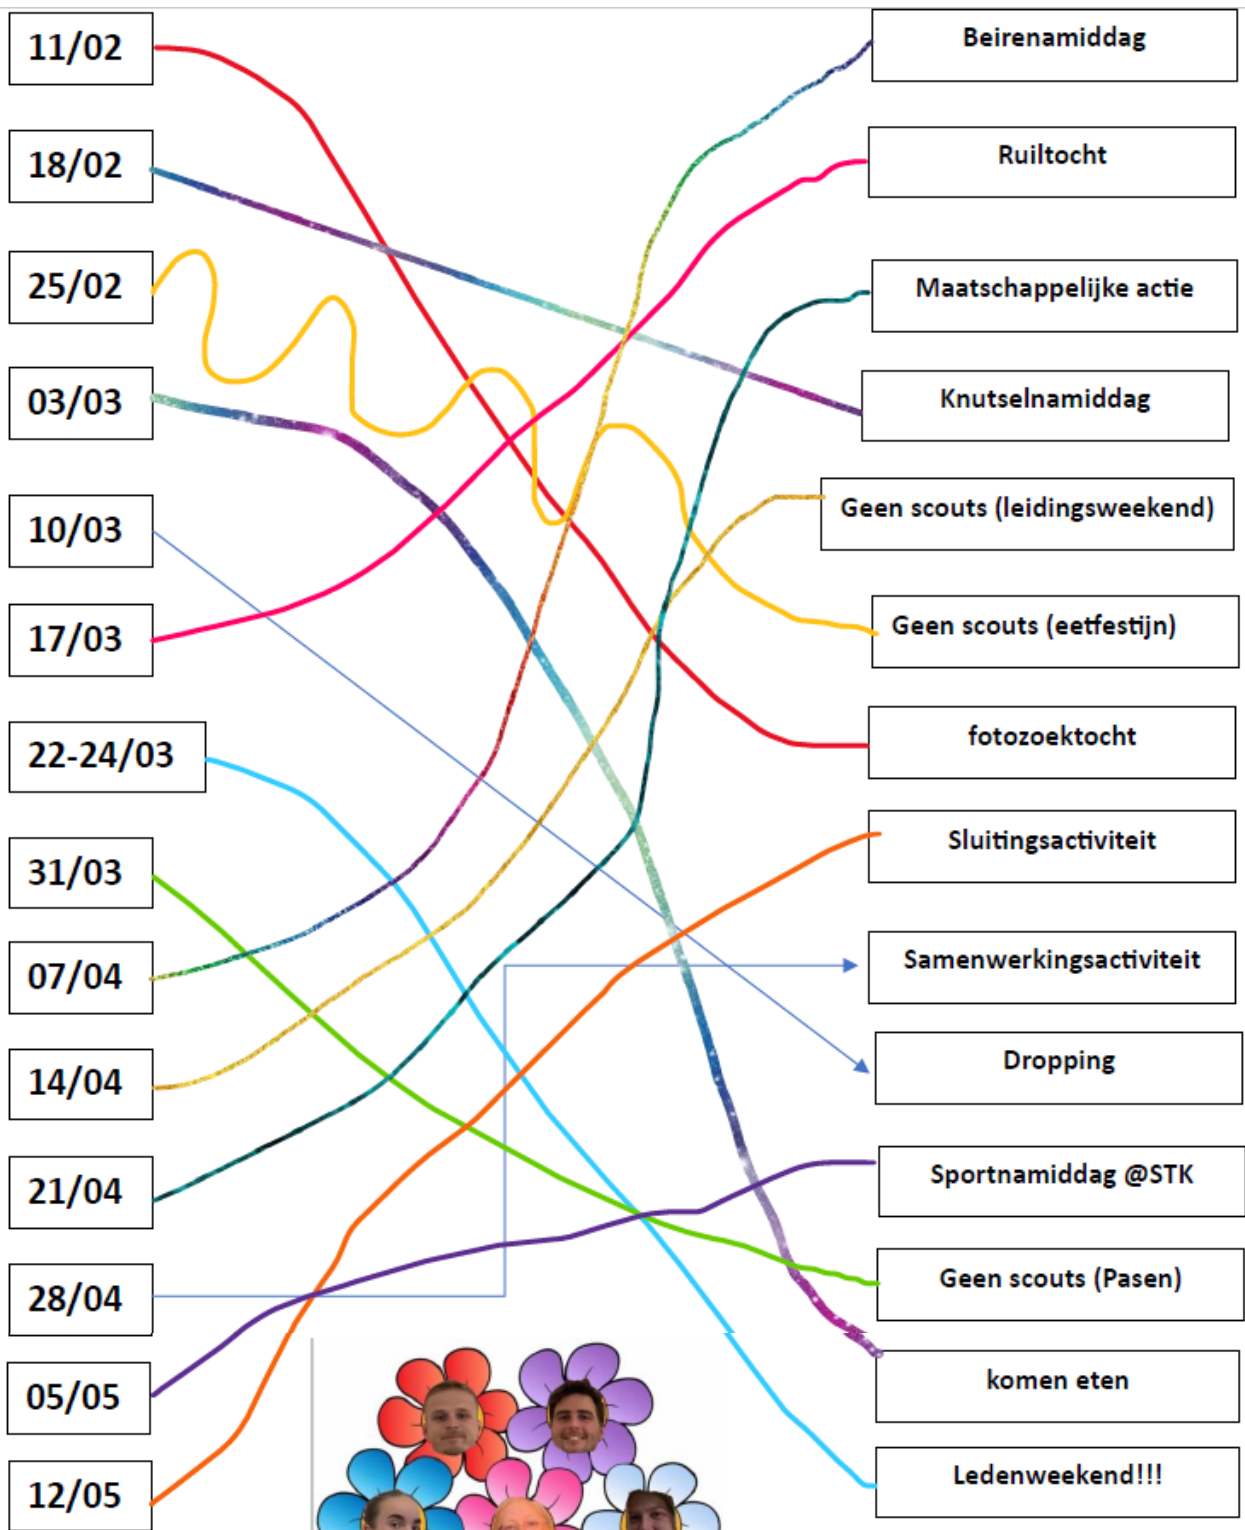 11/02
18/02
25/02
03/03
10/03
17/03
22-24/03
31/03
07/04
14/04
21/04
28/04
05/05
12/05
Beirenamiddag
Ruiltocht
Maatschappelijke actie
Knutselnamiddag
Geen scouts (leidingsweekend)
Geen scouts (eetfestijn)
fotozoektocht
Sluitingsactiviteit
Samenwerkingsactiviteit
Dropping
Sportnamiddag @STK
Geen scouts (Pasen)
komen eten
Ledenweekend!!!